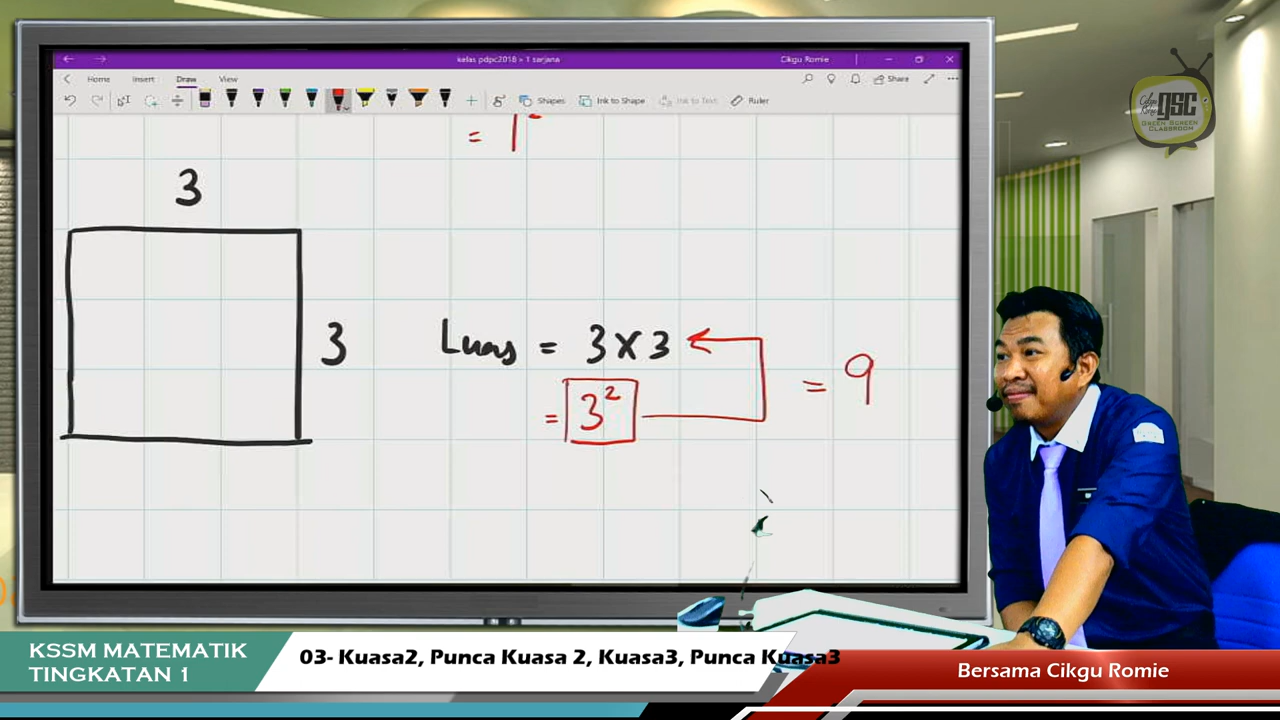 kelas pdpc2018 » 1 sarjana
Cikgu Romie
Home Insert Draw View
Share
Shapes Ink to Shape Ink to Text Ruler
= 1²
3
3
Luas = 3 x 3
= 3²
= 9
gsc
GREEN SCREEN
CLASSROOM
KSSM MATEMATIK
TINGKATAN 1
03- Kuasa2, Punca Kuasa 2, Kuasa3, Punca Kuasa3
Bersama Cikgu Romie